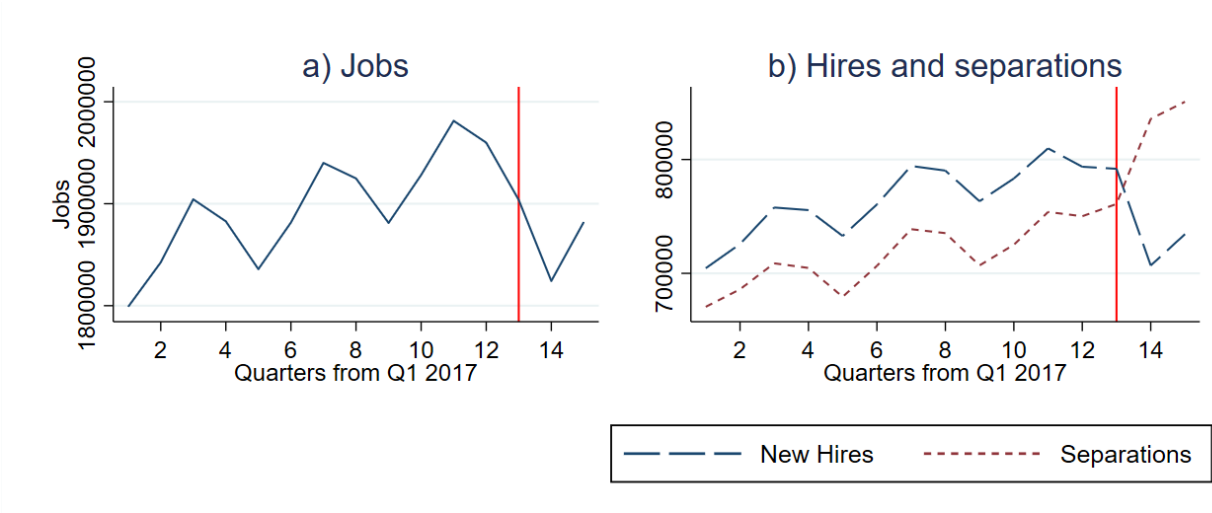 a) Jobs
Jobs
2000000
1900000
1800000
2 4 6 8 10 12 14
Quarters from Q1 2017
b) Hires and separations
800000
700000
2 4 6 8 10 12 14
Quarters from Q1 2017
New Hires Separations